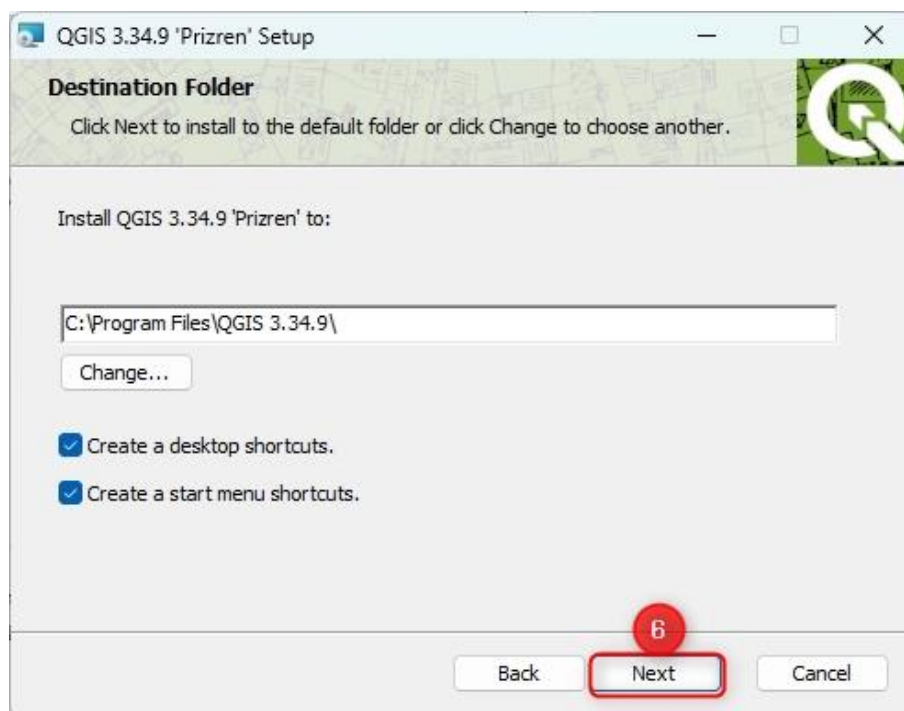 QGIS 3.34.9 'Prizren' Setup
Destination Folder
Click Next to install to the default folder or click Change to choose another.
Install QGIS 3.34.9 'Prizren' to:
C:\Program Files\QGIS 3.34.9\
Change...
Create a desktop shortcuts.
Create a start menu shortcuts.
6
Back Next Cancel